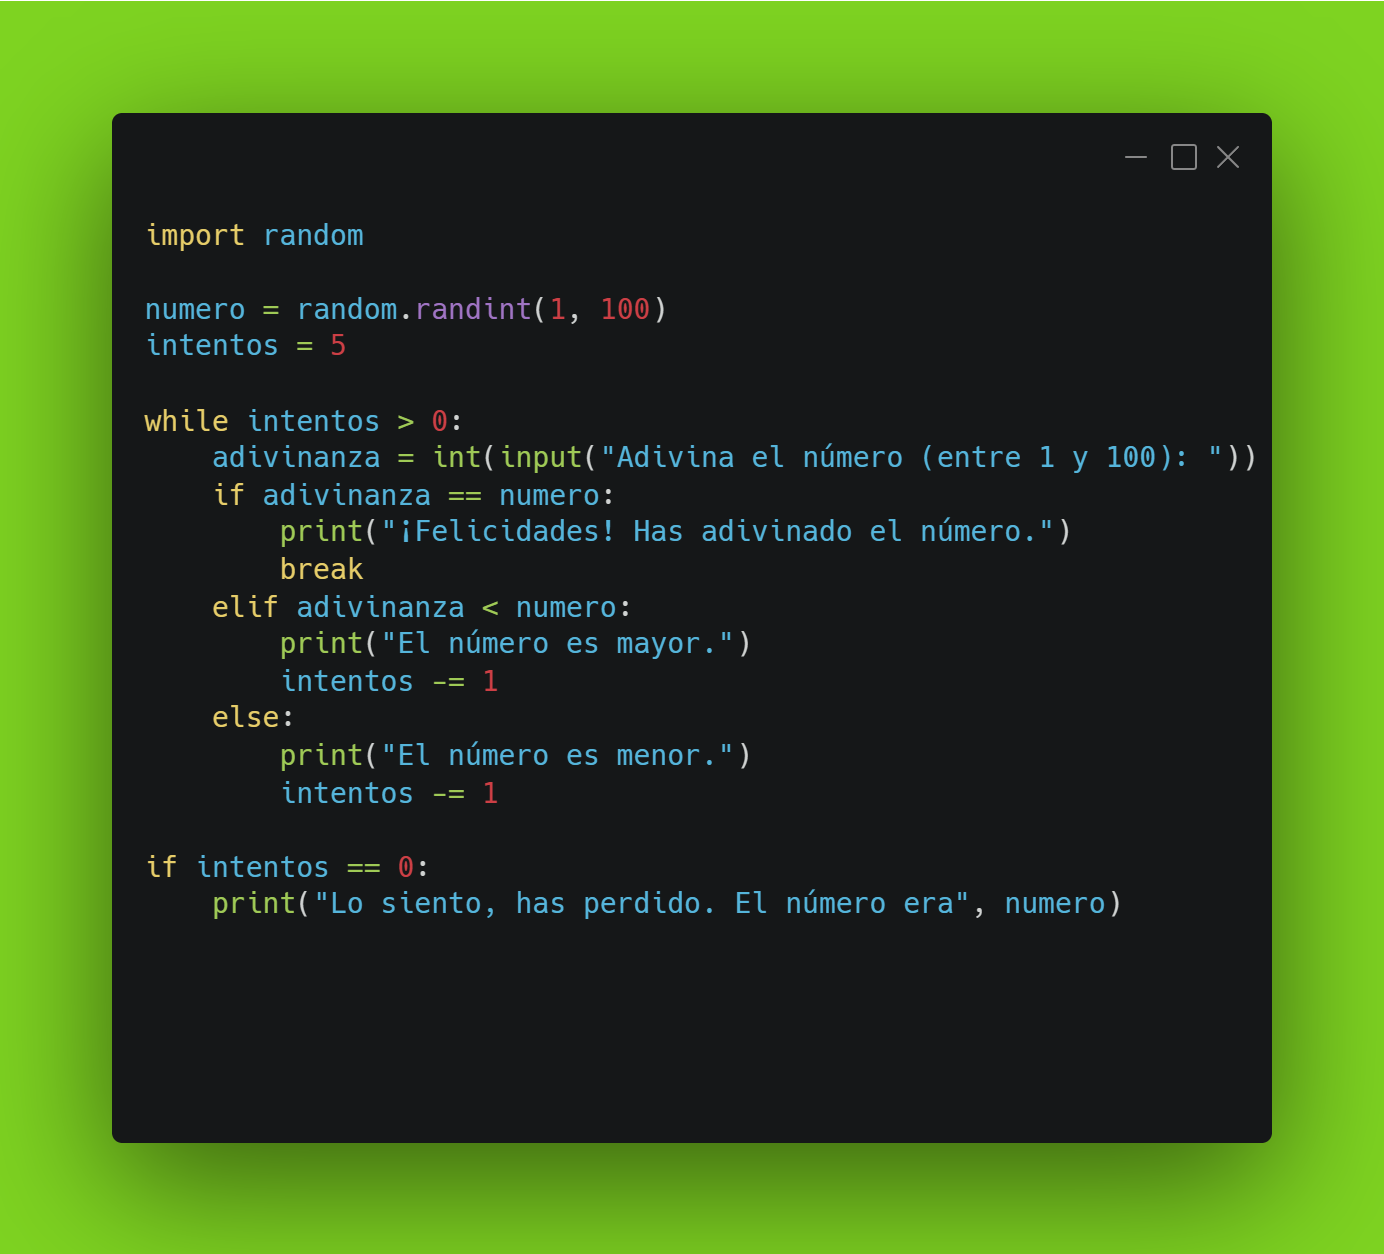 import random
numero = random.randint(1, 100)
intentos = 5
while intentos > 0:
    adivinanza = int(input("Adivina el número (entre 1 y 100): "))
    if adivinanza == numero:
        print("¡Felicidades! Has adivinado el número.")
        break
    elif adivinanza < numero:
        print("El número es mayor.")
        intentos -= 1
    else:
        print("El número es menor.")
        intentos -= 1
if intentos == 0:
    print("Lo siento, has perdido. El número era", numero)